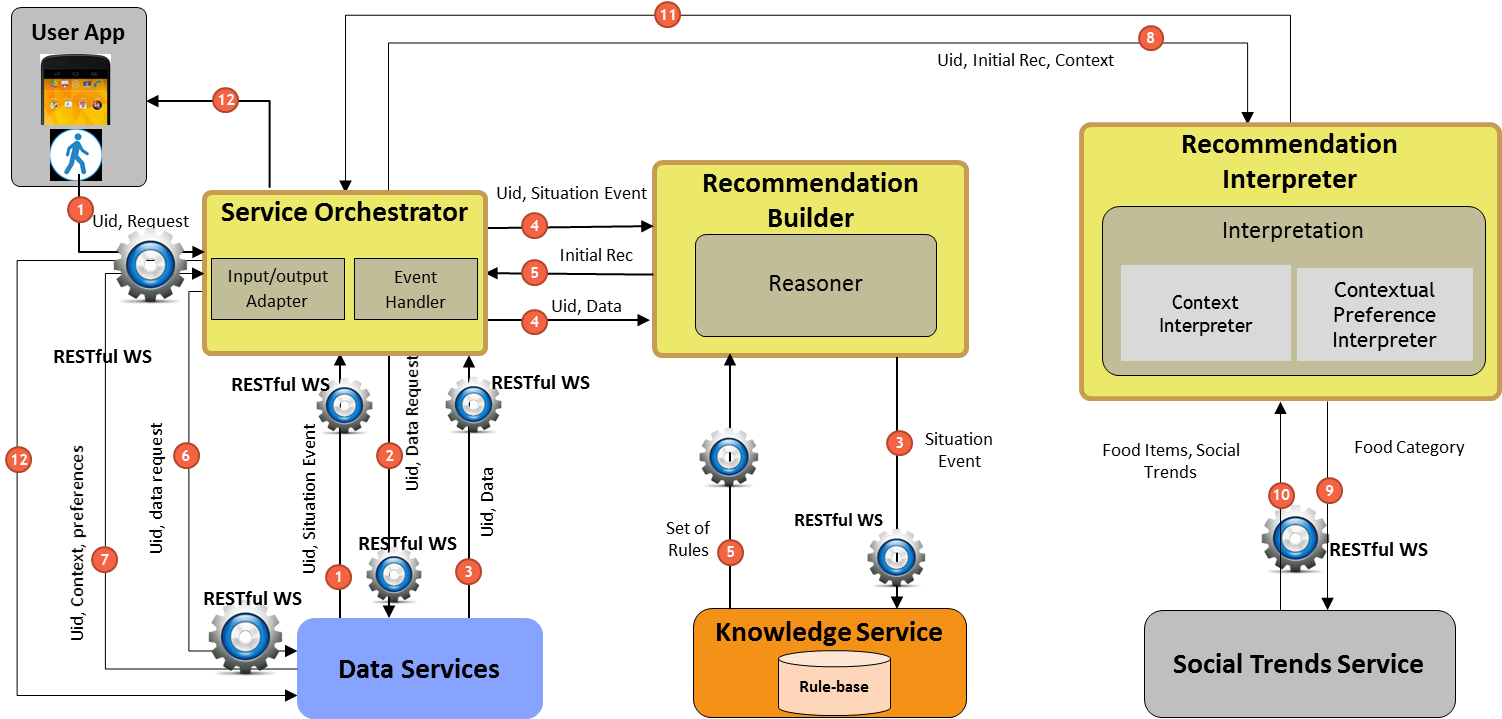 User App
11
8
Uid, Initial Rec, Context
12
1
Uid, Request
Service Orchestrator
Input/output
Adapter
Event
Handler
Uid, Situation Event
4
Initial Rec
5
Uid, Data
4
Recommendation
Builder
Reasoner
Recommendation
Interpreter
Interpretation
Context
Interpreter
Contextual
Preference
Interpreter
RESTful WS
RESTful WS
RESTful WS
12
Uid, Context, preferences
7
Uid, data request
6
Uid, Situation Event
1
2
Uid, Data Request
3
Uid, Data
RESTful WS
RESTful WS
Set of
Rules
5
3
Situation
Event
RESTful WS
Food Items, Social
Trends
10
9
Food Category
RESTful WS
Data Services
Knowledge Service
Rule-base
Social Trends Service